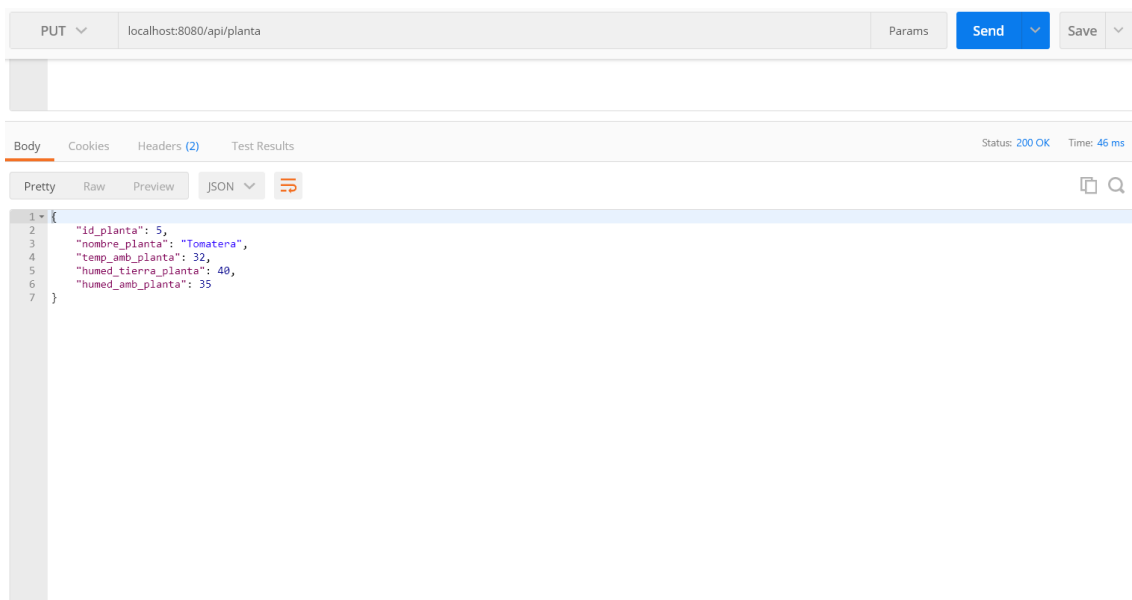 PUT localhost:8080/api/planta Params Send Save
Body Cookies Headers (2) Test Results Status: 200 OK Time: 46 ms
Pretty Raw Preview JSON
1 {
2 "id_planta": 5,
3 "nombre_planta": "Tomatera",
4 "temp_amb_planta": 32,
5 "humed_tierra_planta": 40,
6 "humed_amb_planta": 35
7 }